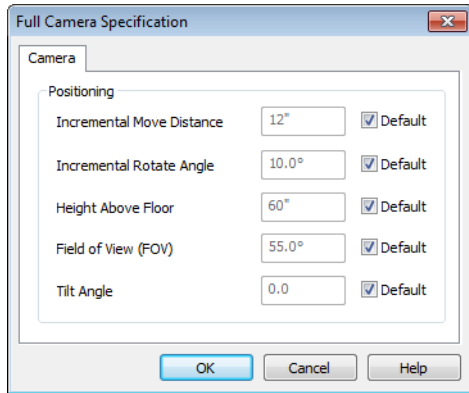 Full Camera Specification
Camera
Positioning
Incremental Move Distance 12" Default
Incremental Rotate Angle 10.0° Default
Height Above Floor 60" Default
Field of View (FOV) 55.0° Default
Tilt Angle 0.0 Default
OK Cancel Help